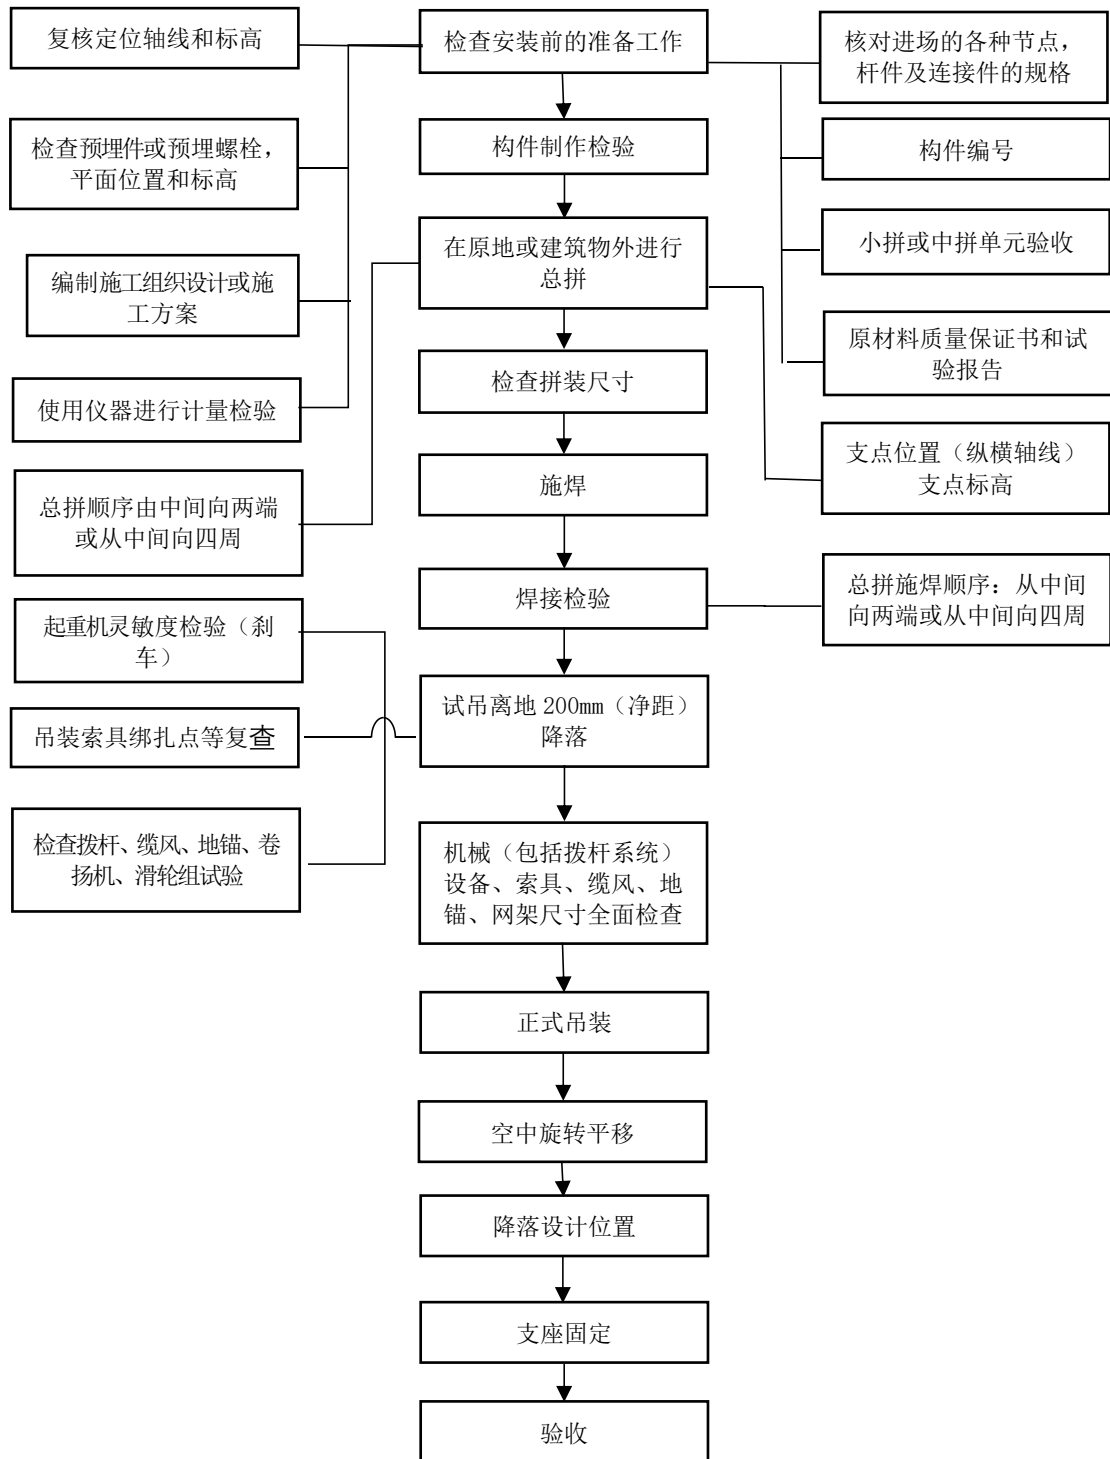 复核定位轴线和标高
检查安装前的准备工作
核对进场的各种节点，
杆件及连接件的规格
检查预埋件或预埋螺栓，
平面位置和标高
构件制作检验
构件编号
在原地或建筑物外进行
总拼
小拼或中拼单元验收
编制施工组织设计或施
工方案
原材料质量保证书和试
验报告
检查拼装尺寸
使用仪器进行计量检验
支点位置（纵横轴线）
支点标高
施焊
总拼顺序由中间向两端
或从中间向四周
焊接检验
总拼施焊顺序：从中间
向两端或从中间向四周
起重机灵敏度检验（刹
车）
试吊离地 200mm（净距）
降落
吊装索具绑扎点等复查
检查拨杆、缆风、地锚、卷
扬机、滑轮组试验
机械（包括拨杆系统）
设备、索具、缆风、地
锚、网架尺寸全面检查
正式吊装
空中旋转平移
降落设计位置
支座固定
验收